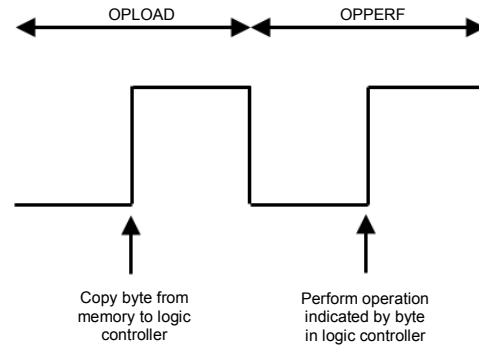 OPLOAD
OPPERF
Copy byte from
memory to logic
controller
Perform operation
indicated by byte
in logic controller